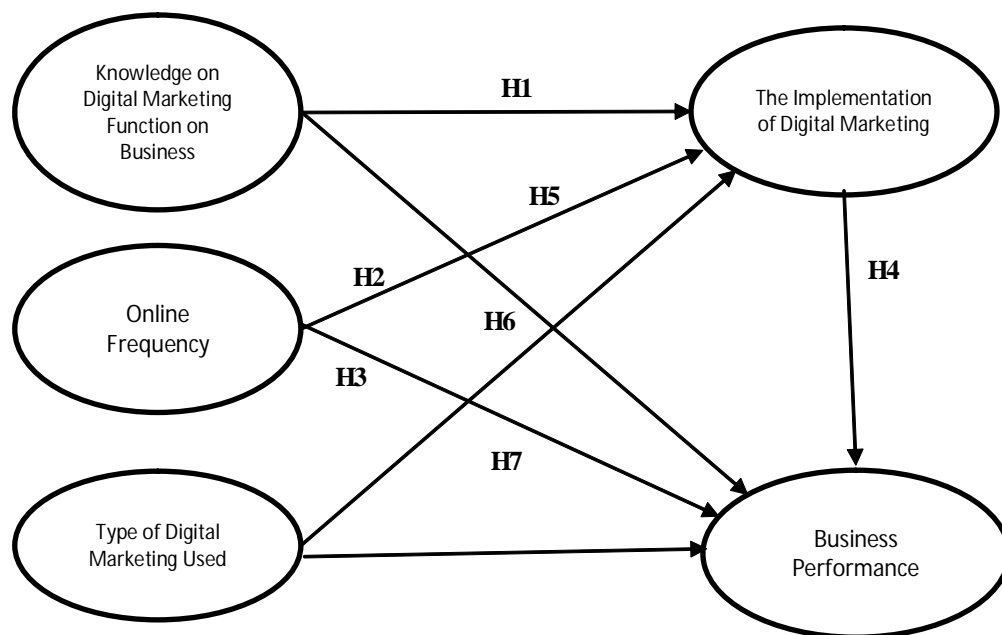 Knowledge on
Digital Marketing
Function on
Business
H1
The Implementation
of Digital Marketing
H5
H2
H4
Online
Frequency
H6
H3
H7
Type of Digital
Marketing Used
Business
Performance